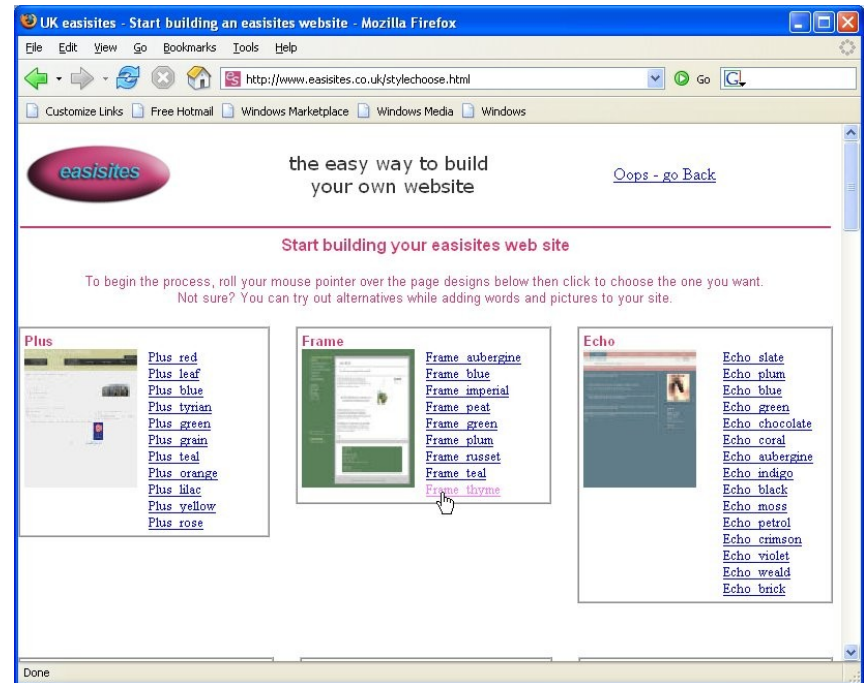 UK easisites - Start building an easisites website - Mozilla Firefox
File Edit View Go Bookmarks Tools Help
http://www.easisites.co.uk/stylechoose.html Go G
Customize Links Free Hotmail Windows Marketplace Windows Media Windows
easisites
the easy way to build
your own website
Oops - go Back
Start building your easisites web site
To begin the process, roll your mouse pointer over the page designs below then click to choose the one you want.
Not sure? You can try out alternatives while adding words and pictures to your site.
Plus
Plus red
Plus leaf
Plus blue
Plus tyrian
Plus green
Plus grain
Plus teal
Plus orange
Plus lilac
Plus yellow
Plus rose
Frame
Frame aubergine
Frame blue
Frame imperial
Frame peat
Frame green
Frame plum
Frame russet
Frame teal
Frame thyme
Echo
Echo slate
Echo plum
Echo blue
Echo green
Echo chocolate
Echo coral
Echo aubergine
Echo indigo
Echo black
Echo moss
Echo petrol
Echo crimson
Echo violet
Echo weald
Echo brick
Done